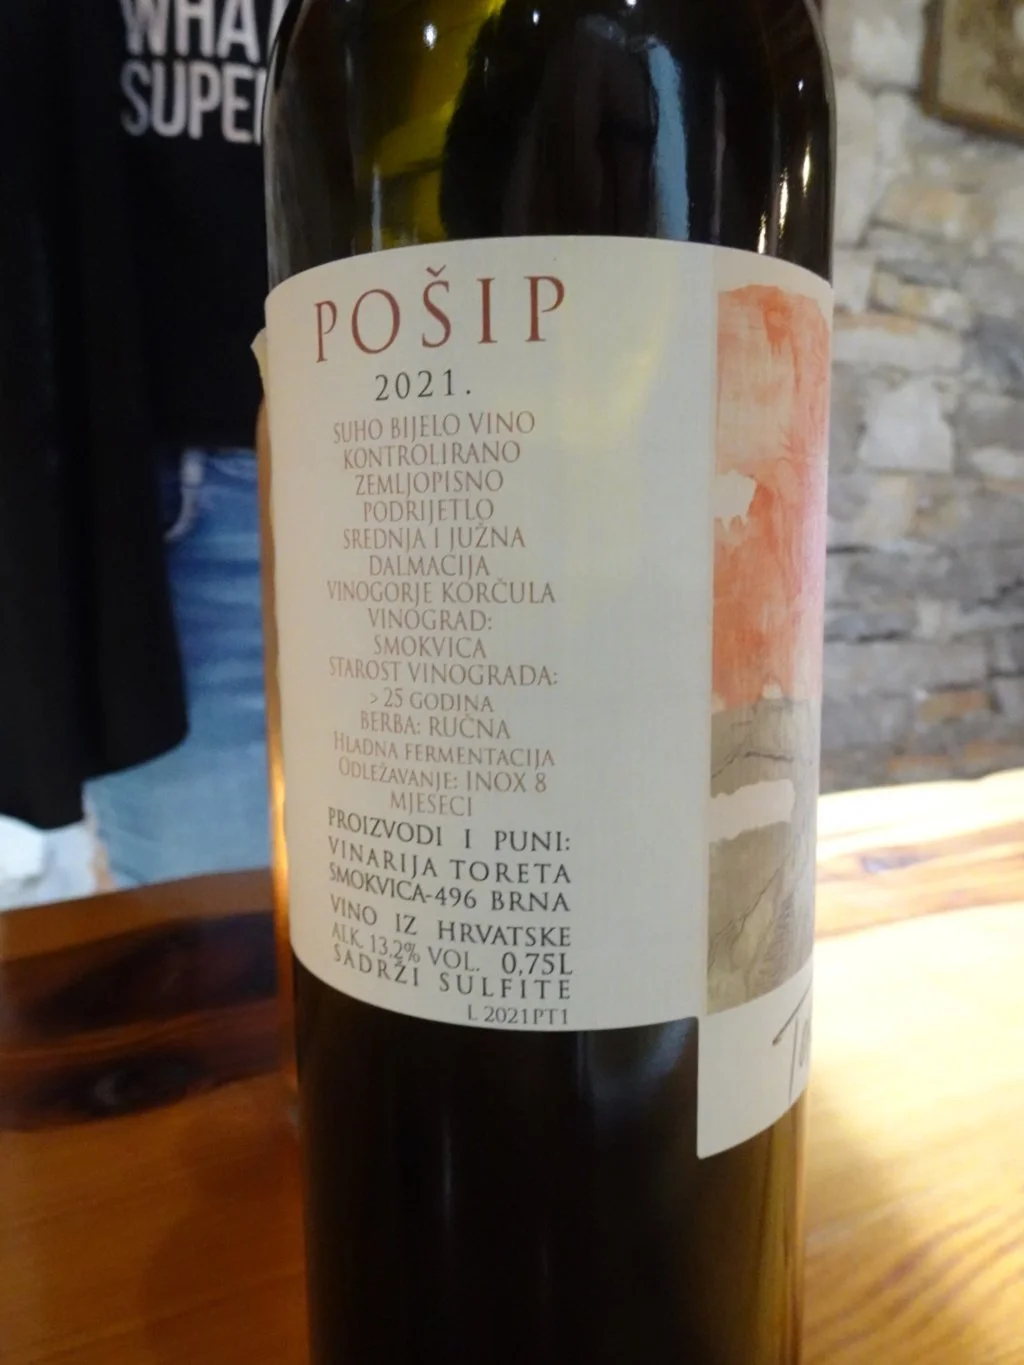 WHA
SUPE
POŠIP
2021.
SUHO BIJELO VINO
KONTROLIRANO
ZEMLJOPISNO
PODRIJETLO
SREDNJA I JUŽNA
DALMACIJA
VINOGORJE KORČULA
VINOGRAD:
SMOKVICA
STAROST VINOGRADA:
> 25 GODINA
BERBA: RUČNA
HLADNA FERMENTACIJA
ODLEŽAVANJE: INOX 8
MJESECI
PROIZVODI I PUNI:
VINARIJA TORETA
SMOKVICA-496 BRNA
VINO IZ HRVATSKE
ALK. 13.2% VOL. 0,75L
SADRŽI SULFITE
L 2021PT1
To